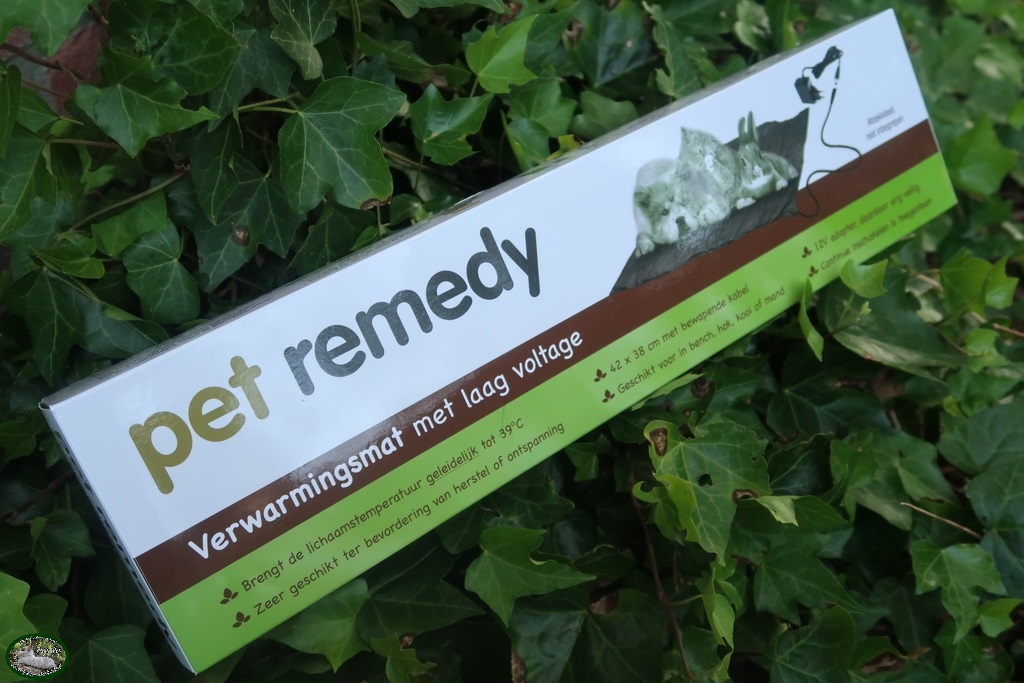 pet remedy
Verwarmingsmat met laag voltage
Brengt de lichaamstemperatuur geleidelijk tot 39°C
Zeer geschikt ter bevordering van herstel of ontspanning
42 x 38 cm met bewapende kabel
Geschikt voor in bench, hok, kooi of mand
12V adapter, daardoor erg veilig
Continue inschakelen is toegestaan